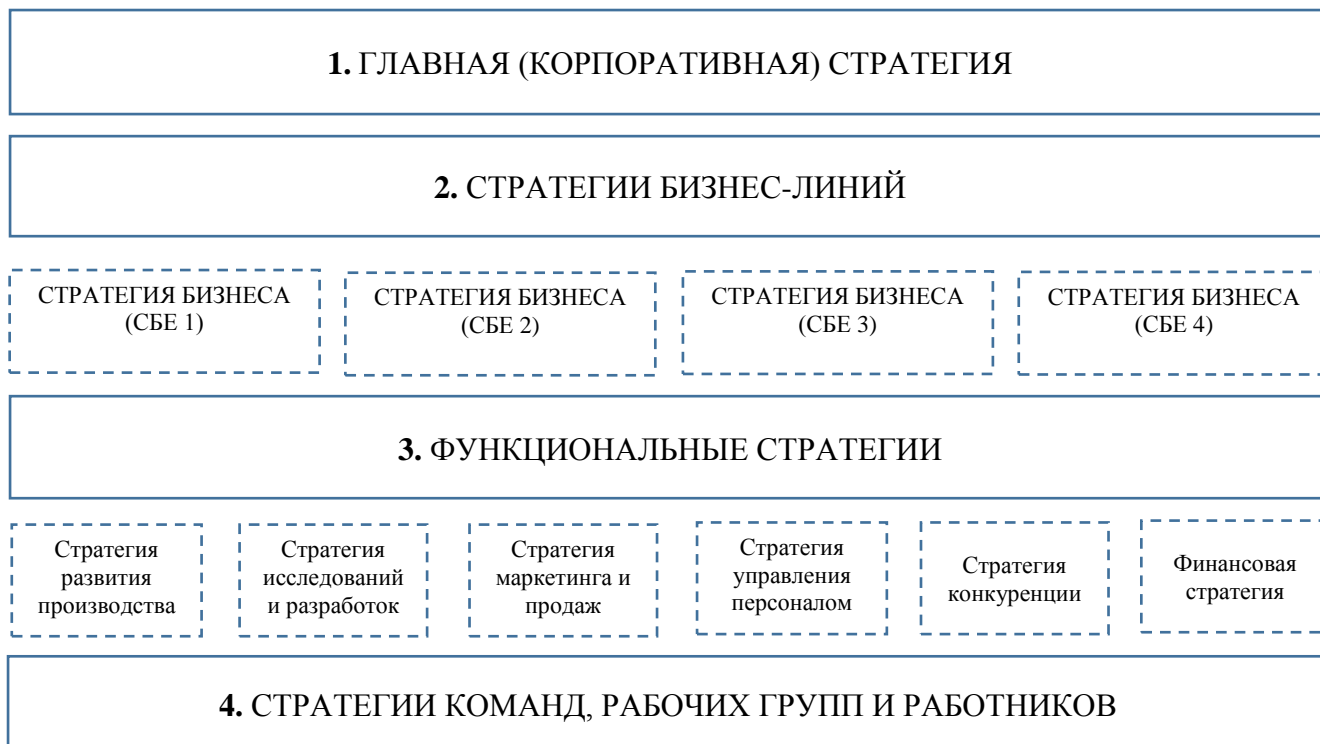 1. ГЛАВНАЯ (КОРПОРАТИВНАЯ) СТРАТЕГИЯ
2. СТРАТЕГИИ БИЗНЕС-ЛИНИЙ
СТРАТЕГИЯ БИЗНЕСА
(СБЕ 1)
СТРАТЕГИЯ БИЗНЕСА
(СБЕ 2)
СТРАТЕГИЯ БИЗНЕСА
(СБЕ 3)
СТРАТЕГИЯ БИЗНЕСА
(СБЕ 4)
3. ФУНКЦИОНАЛЬНЫЕ СТРАТЕГИИ
Стратегия
развития
производства
Стратегия
исследований
и разработок
Стратегия
маркетинга и
продаж
Стратегия
управления
персоналом
Стратегия
конкуренции
Финансовая
стратегия
4. СТРАТЕГИИ КОМАНД, РАБОЧИХ ГРУПП И РАБОТНИКОВ